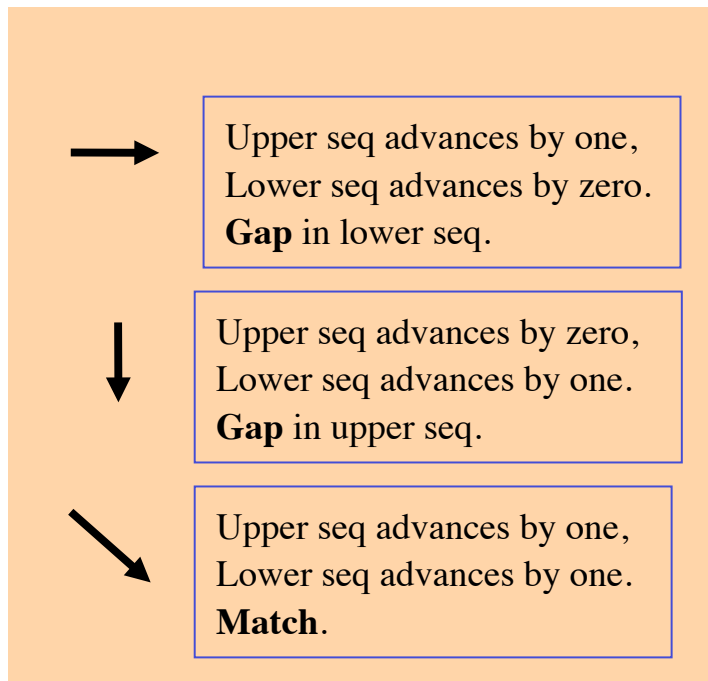 Upper seq advances by one,
Lower seq advances by zero.
Gap in lower seq.
Upper seq advances by zero,
Lower seq advances by one.
Gap in upper seq.
Upper seq advances by one,
Lower seq advances by one.
Match.